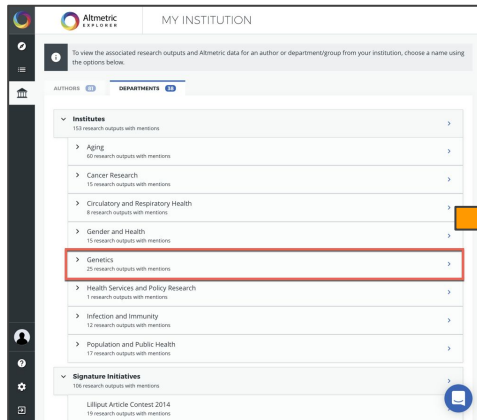 Altmetric
EXPLORER
MY INSTITUTION
To view the associated research outputs and Altmetric data for an author or department/group from your institution, choose a name using
the options below.
AUTHORS 81 DEPARTMENTS 38
Institutes
153 research outputs with mentions
Aging
60 research outputs with mentions
Cancer Research
15 research outputs with mentions
Circulatory and Respiratory Health
8 research outputs with mentions
Gender and Health
15 research outputs with mentions
Genetics
25 research outputs with mentions
Health Services and Policy Research
1 research outputs with mentions
Infection and Immunity
12 research outputs with mentions
Population and Public Health
17 research outputs with mentions
Signature Initiatives
106 research outputs with mentions
Lilliput Article Contest 2014
19 research outputs with mentions